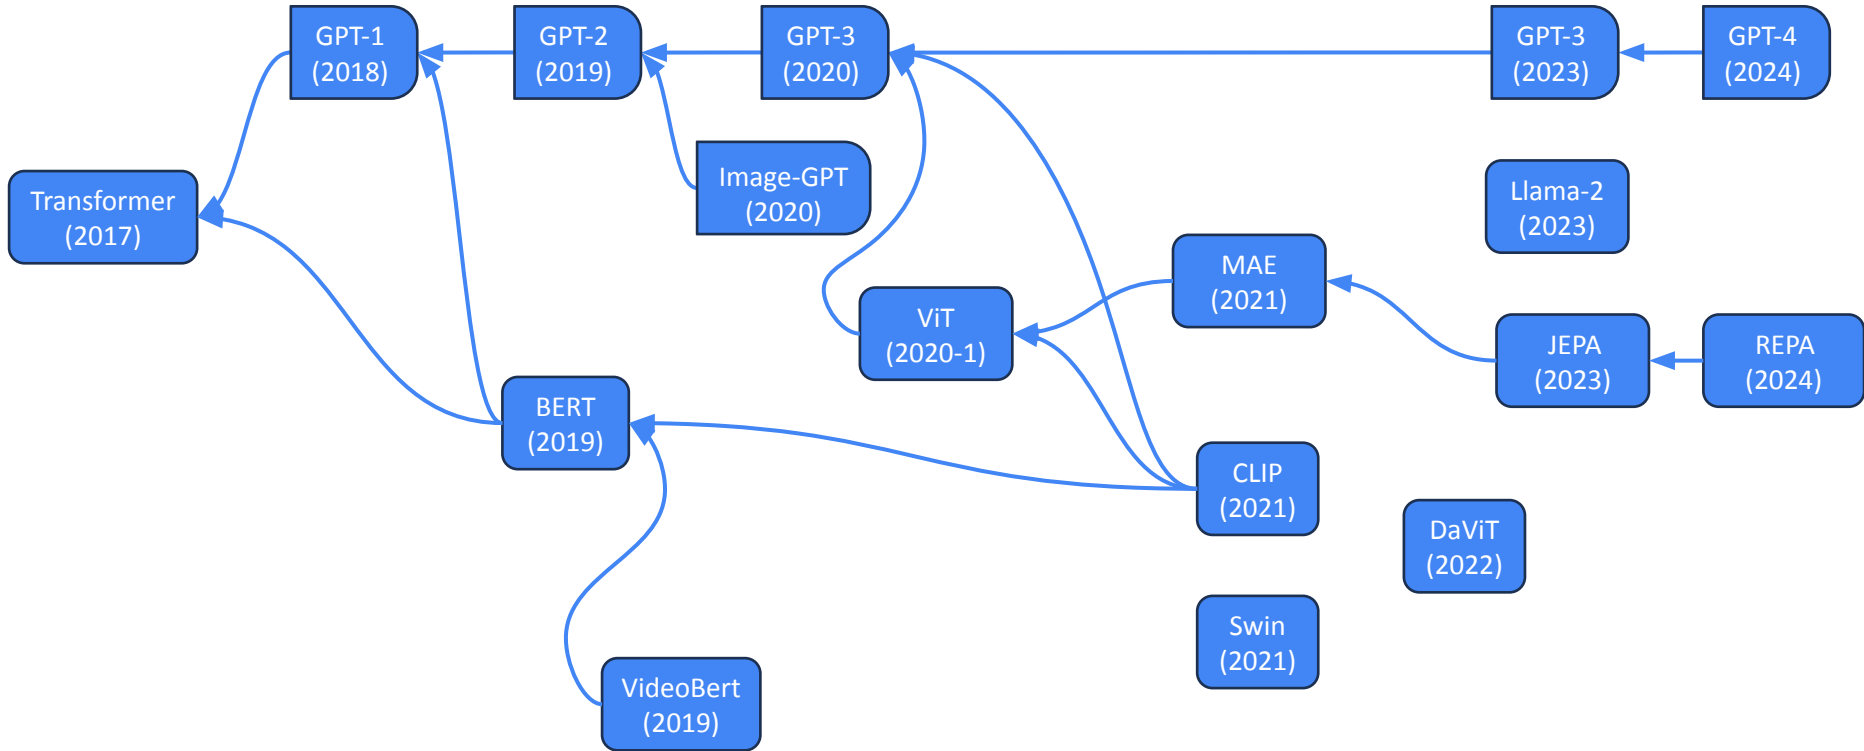 GPT-1
(2018)
GPT-2
(2019)
GPT-3
(2020)
GPT-3
(2023)
GPT-4
(2024)
Transformer
(2017)
Image-GPT
(2020)
Llama-2
(2023)
MAE
(2021)
ViT
(2020-1)
JEPA
(2023)
REPA
(2024)
BERT
(2019)
CLIP
(2021)
DaViT
(2022)
Swin
(2021)
VideoBert
(2019)